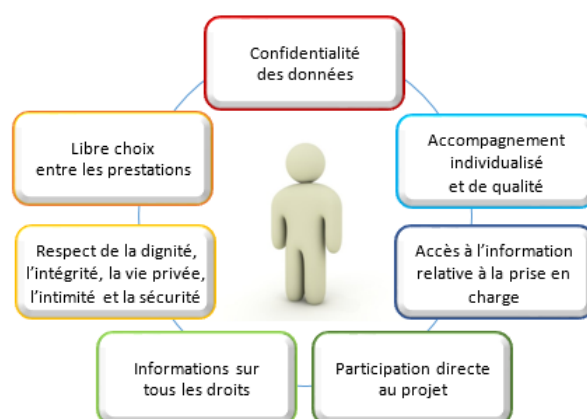 Confidentialité
des données
Libre choix
entre les prestations
Accompagnement
individualisé
et de qualité
Respect de la dignité,
l'intégrité, la vie privée,
l'intimité et la sécurité
Accès à l'information
relative à la prise en
charge
Informations sur
tous les droits
Participation directe
au projet